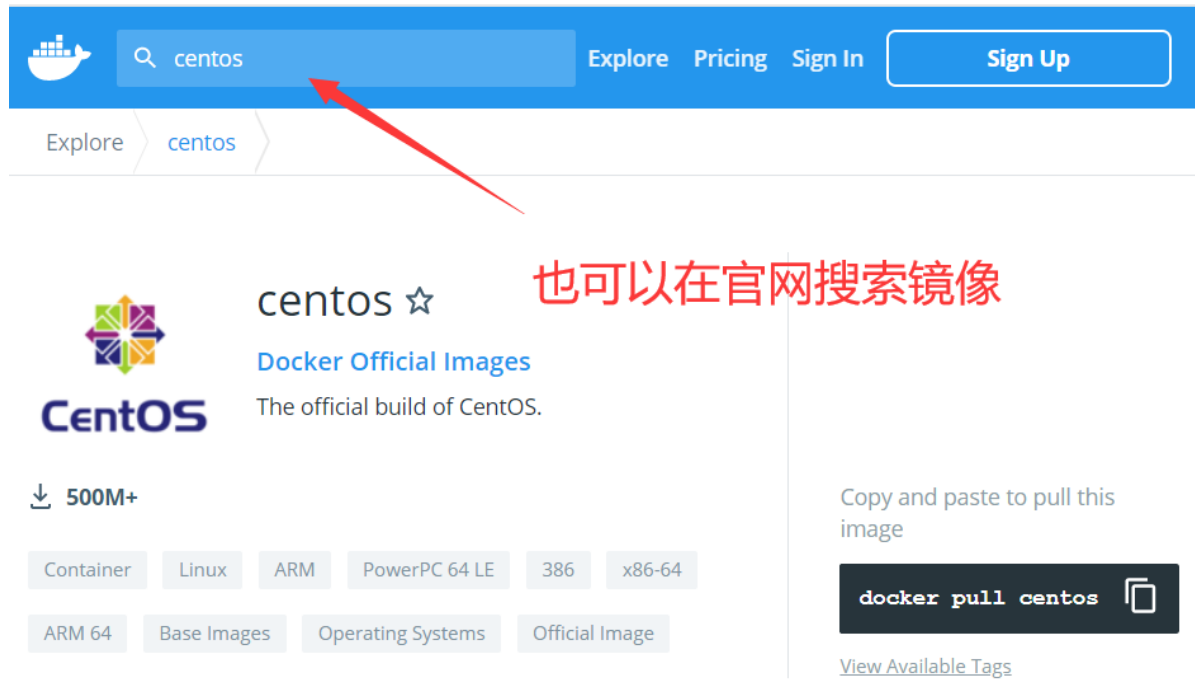 centos
Explore
Pricing
Sign In
Sign Up
Explore
centos
也可以在官网搜索镜像
centos
Docker Official Images
The official build of CentOS.
CentOS
500M+
Copy and paste to pull this
image
docker pull centos
View Available Tags
Container
Linux
ARM
PowerPC 64 LE
386
x86-64
ARM 64
Base Images
Operating Systems
Official Image